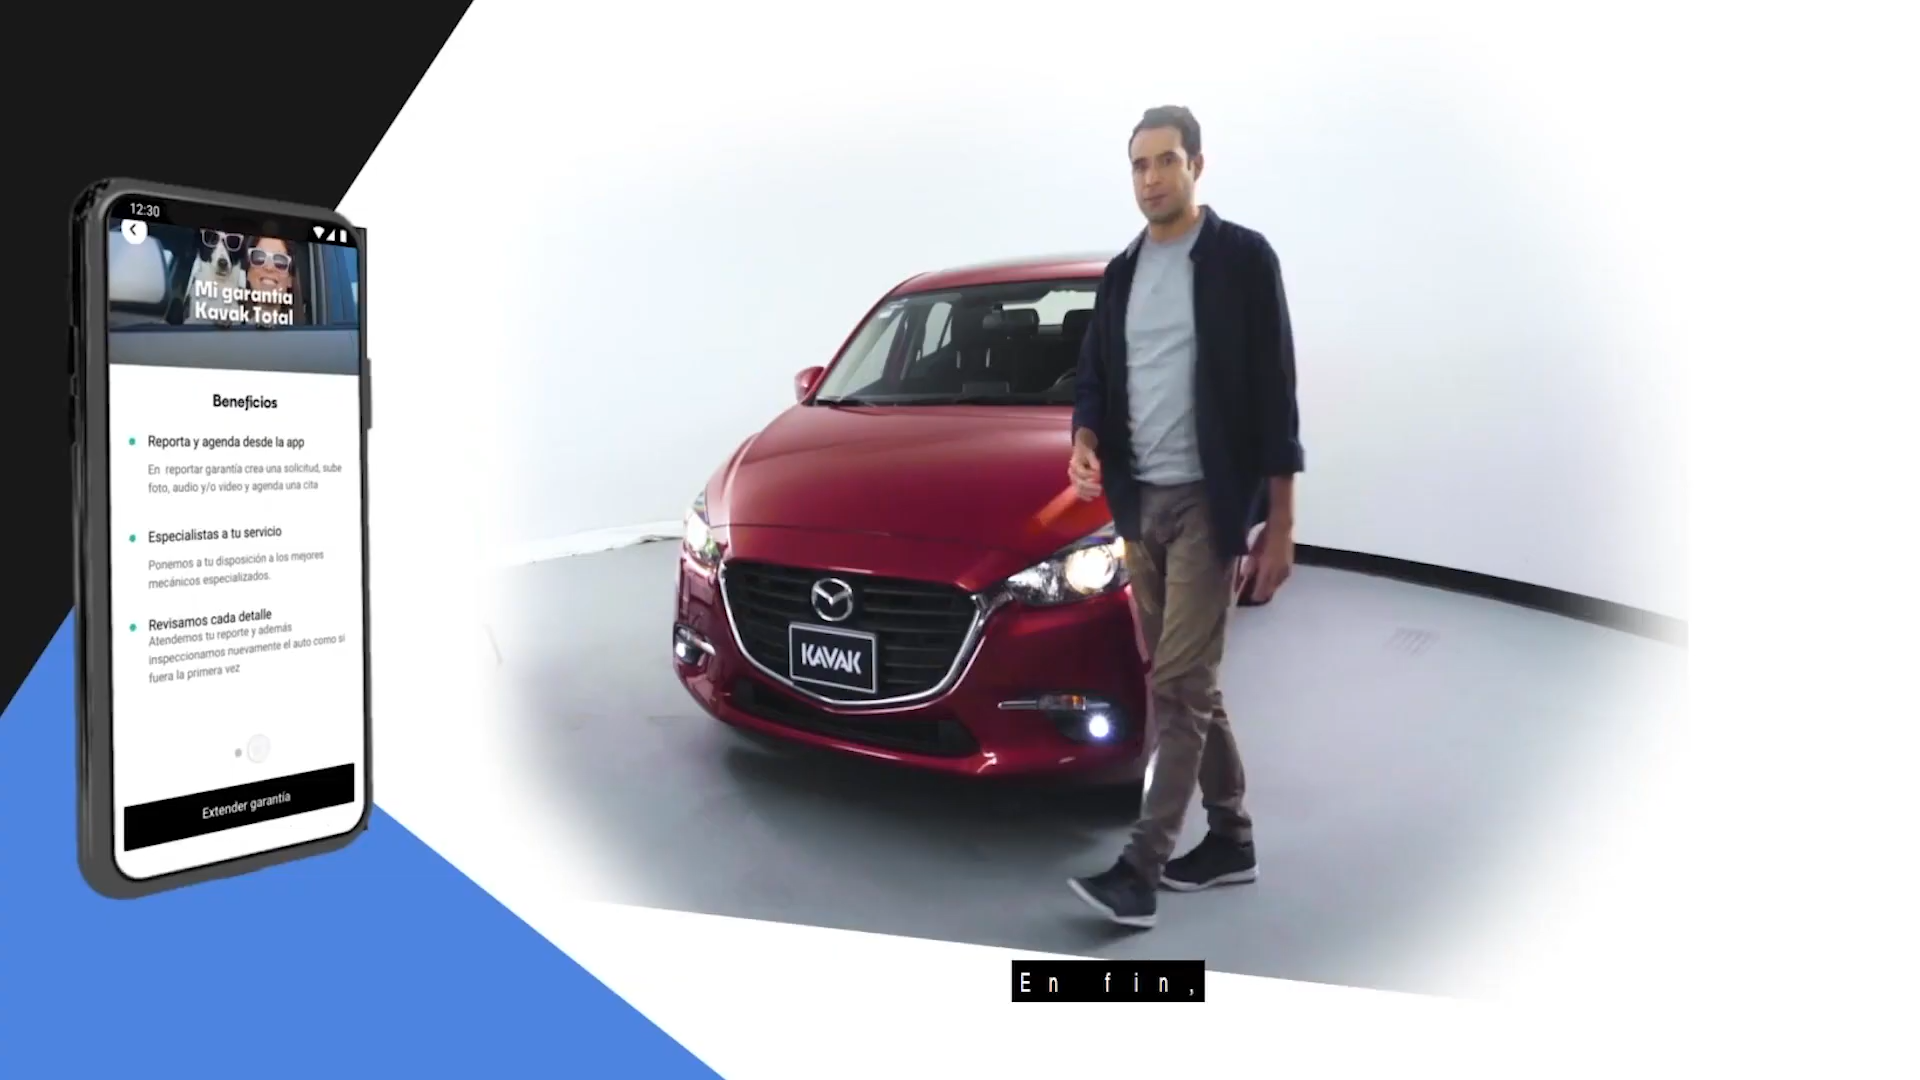 12:30
Mi garantía
Kavak Total
Beneficios
Reporta y agenda desde la app
En reportar garantía crea una solicitud, sube
foto, audio y/o video y agenda una cita
Especialistas a tu servicio
Ponemos a tu disposición a los mejores
mecánicos especializados.
Revisamos cada detalle
Atendemos tu reporte y además
inspeccionamos nuevamente el auto como si
fuera la primera vez
Extender garantía
KAVAK
En fin,